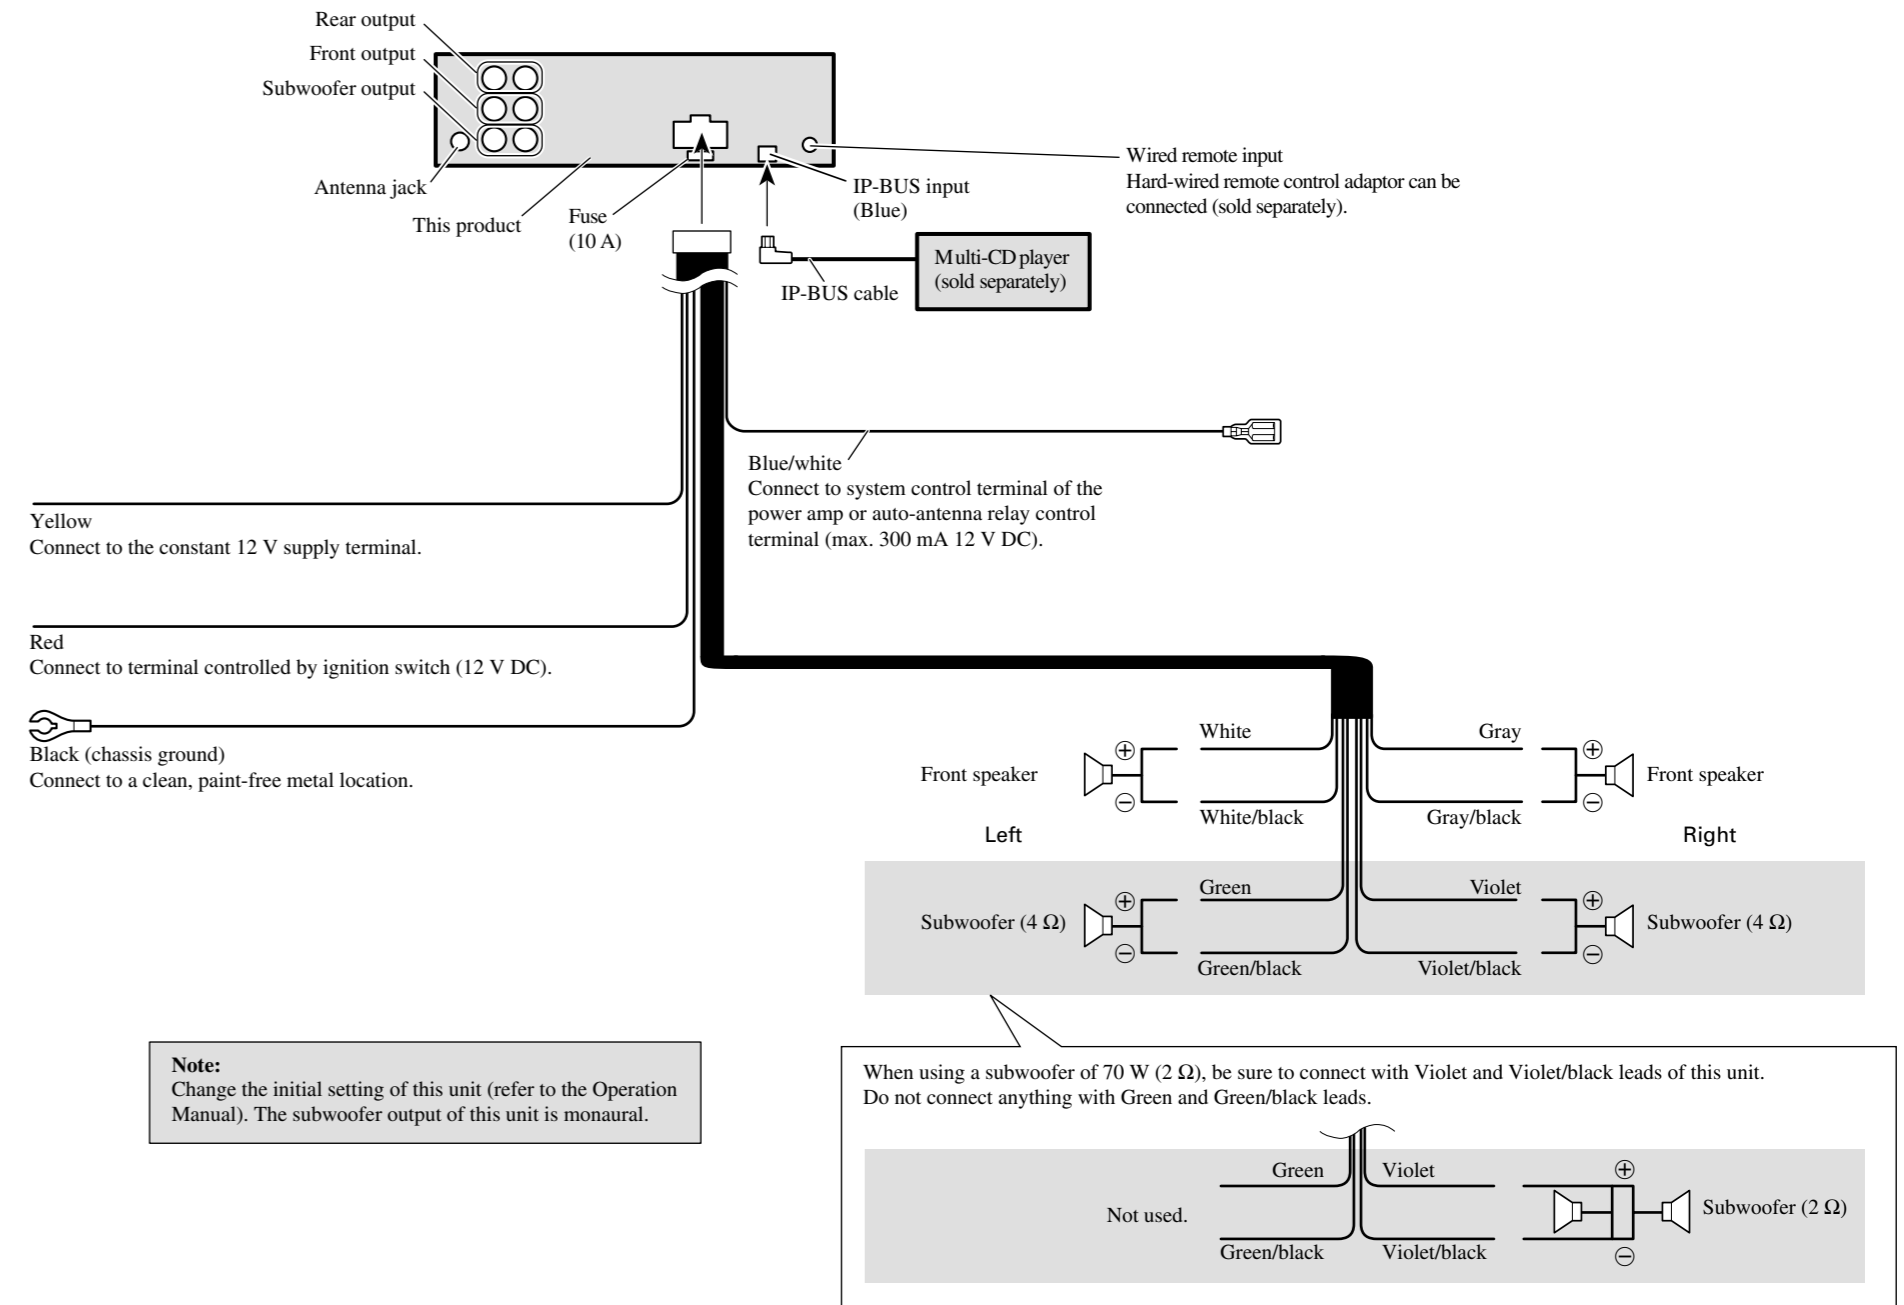 Rear output
Front output
Subwoofer output
Antenna jack
This product
Fuse
(10 A)
IP-BUS input
(Blue)
Wired remote input
Hard-wired remote control adaptor can be
connected (sold separately).
Multi-CD player
(sold separately)
IP-BUS cable
Blue/white
Connect to system control terminal of the
power amp or auto-antenna relay control
terminal (max. 300 mA 12 V DC).
Yellow
Connect to the constant 12 V supply terminal.
Red
Connect to terminal controlled by ignition switch (12 V DC).
Black (chassis ground)
Connect to a clean, paint-free metal location.
White
Gray
⊕
⊕
Front speaker
Front speaker
⊖
⊖
White/black
Gray/black
Left
Right
Green
Violet
⊕
⊕
Subwoofer (4 Ω)
Subwoofer (4 Ω)
⊖
⊖
Green/black
Violet/black
Note:
Change the initial setting of this unit (refer to the Operation
Manual). The subwoofer output of this unit is monaural.
When using a subwoofer of 70 W (2 Ω), be sure to connect with Violet and Violet/black leads of this unit.
Do not connect anything with Green and Green/black leads.
Green
Violet
⊕
Not used.
Subwoofer (2 Ω)
Green/black
Violet/black
⊖